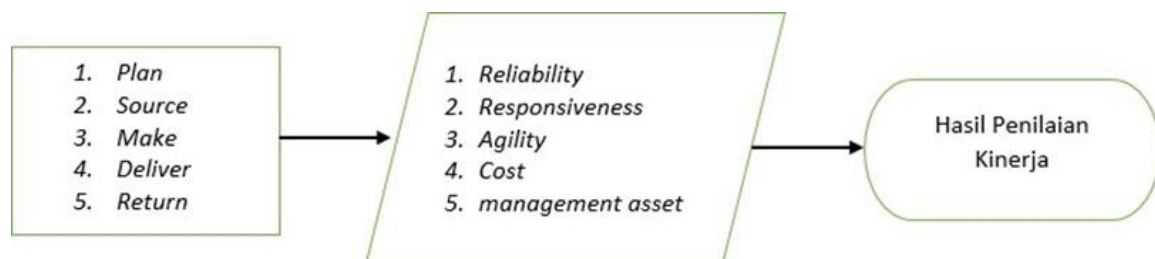 1. Plan
2. Source
3. Make
4. Deliver
5. Return
1. Reliability
2. Responsiveness
3. Agility
4. Cost
5. management asset
Hasil Penilaian
Kinerja